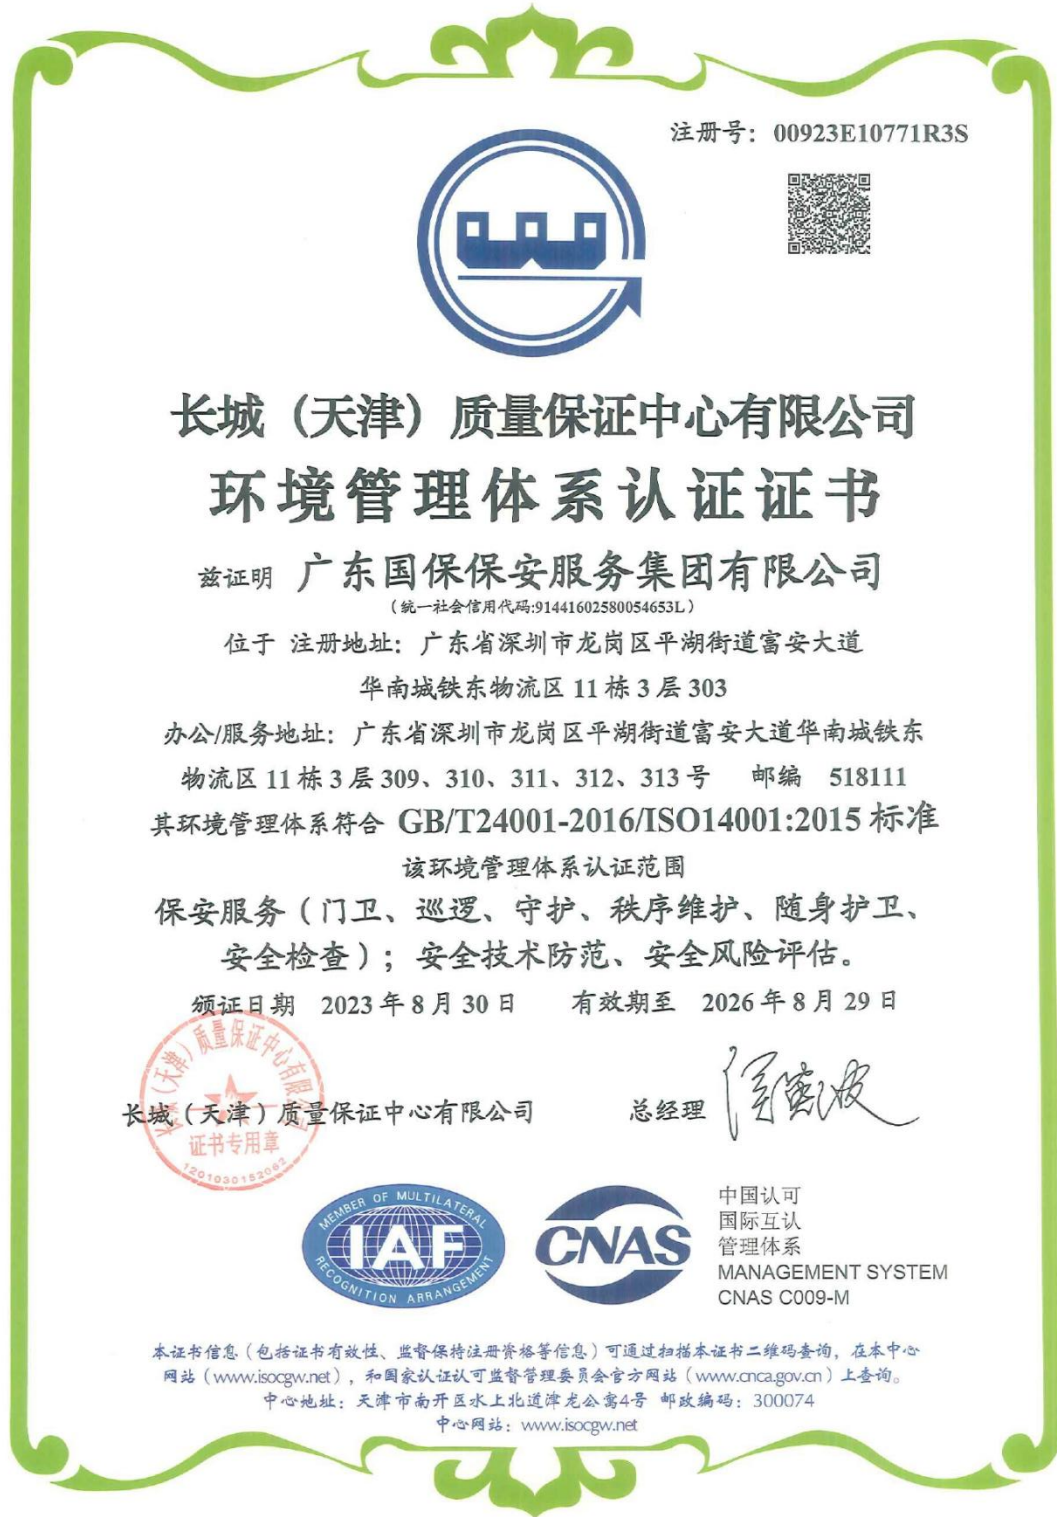 注册号：00923E10771R3S
长城（天津）质量保证中心有限公司
环境管理体系认证证书
兹证明 广东国保保安服务集团有限公司
（统一社会信用代码:91441602580054653L）
位于 注册地址：广东省深圳市龙岗区平湖街道富安大道
华南城铁东物流区 11 栋 3 层 303
办公/服务地址：广东省深圳市龙岗区平湖街道富安大道华南城铁东
物流区 11 栋 3 层 309、310、311、312、313 号 邮编 518111
其环境管理体系符合 GB/T24001-2016/ISO14001:2015 标准
该环境管理体系认证范围
保安服务（门卫、巡逻、守护、秩序维护、随身护卫、
安全检查）；安全技术防范、安全风险评估。
颁证日期 2023 年 8 月 30 日 有效期至 2026 年 8 月 29 日
长城（天津）质量保证中心有限公司
证书专用章
1201030152062
长城（天津）质量保证中心有限公司 总经理
MEMBER OF MULTILATERAL
IAF
RECOGNITION ARRANGEMENT
CNAS
中国认可
国际互认
管理体系
MANAGEMENT SYSTEM
CNAS C009-M
本证书信息（包括证书有效性、监督保持注册资格等信息）可通过扫描本证书二维码查询，在本中心
网站（www.isocgw.net），和国家认证认可监督管理委员会官方网站（www.cnca.gov.cn）上查询。
中心地址：天津市南开区水上北道津龙公寓4号 邮政编码：300074
中心网站：www.isocgw.net